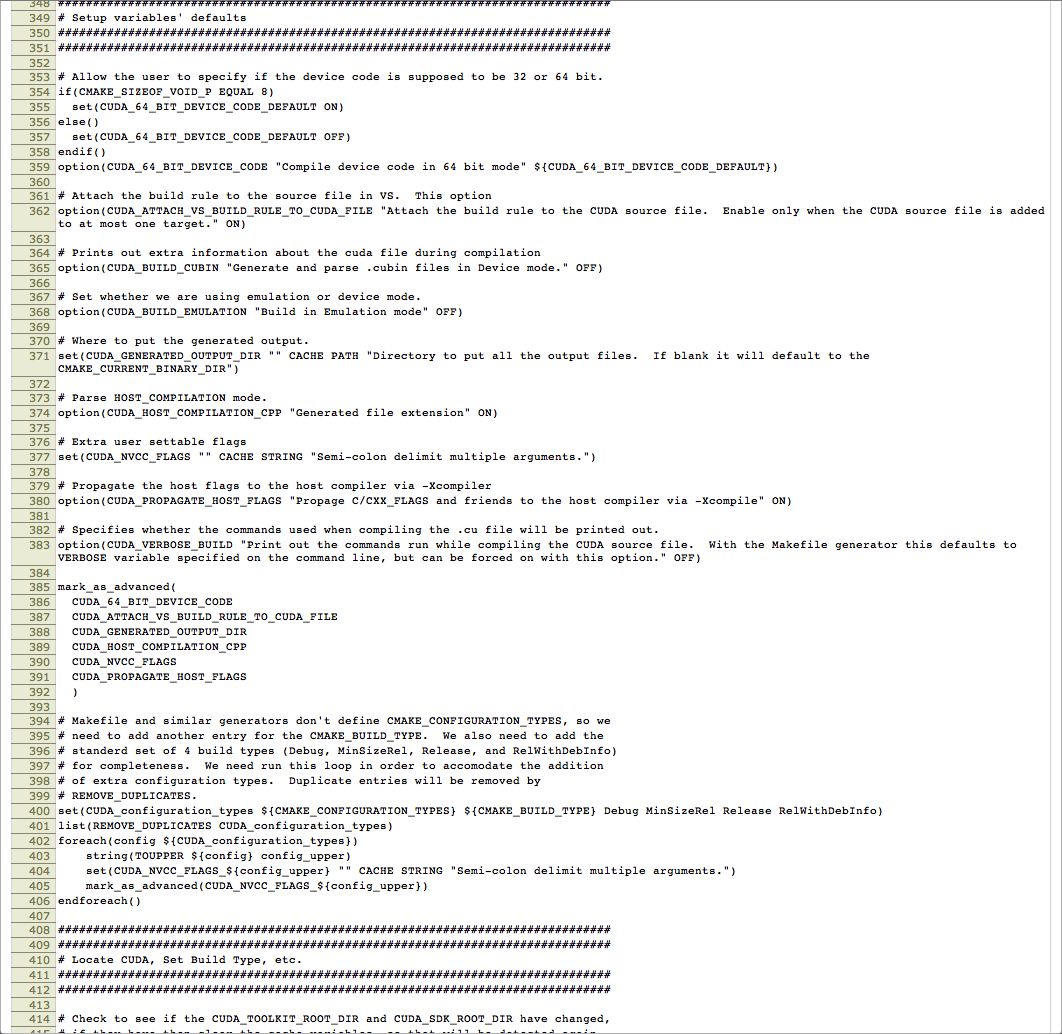 348 ###############################################################################
349 # Setup variables' defaults
350 ###############################################################################
351 ###############################################################################
352
353 # Allow the user to specify if the device code is supposed to be 32 or 64 bit.
354 if(CMAKE_SIZEOF_VOID_P EQUAL 8)
355   set(CUDA_64_BIT_DEVICE_CODE_DEFAULT ON)
356 else()
357   set(CUDA_64_BIT_DEVICE_CODE_DEFAULT OFF)
358 endif()
359 option(CUDA_64_BIT_DEVICE_CODE "Compile device code in 64 bit mode" ${CUDA_64_BIT_DEVICE_CODE_DEFAULT})
360
361 # Attach the build rule to the source file in VS.  This option
362 option(CUDA_ATTACH_VS_BUILD_RULE_TO_CUDA_FILE "Attach the build rule to the CUDA source file.  Enable only when the CUDA source file is added
to at most one target." ON)
363
364 # Prints out extra information about the cuda file during compilation
365 option(CUDA_BUILD_CUBIN "Generate and parse .cubin files in Device mode." OFF)
366
367 # Set whether we are using emulation or device mode.
368 option(CUDA_BUILD_EMULATION "Build in Emulation mode" OFF)
369
370 # Where to put the generated output.
371 set(CUDA_GENERATED_OUTPUT_DIR "" CACHE PATH "Directory to put all the output files.  If blank it will default to the
CMAKE_CURRENT_BINARY_DIR")
372
373 # Parse HOST_COMPILATION mode.
374 option(CUDA_HOST_COMPILATION_CPP "Generated file extension" ON)
375
376 # Extra user settable flags
377 set(CUDA_NVCC_FLAGS "" CACHE STRING "Semi-colon delimit multiple arguments.")
378
379 # Propagate the host flags to the host compiler via -Xcompiler
380 option(CUDA_PROPAGATE_HOST_FLAGS "Propage C/CXX_FLAGS and friends to the host compiler via -Xcompile" ON)
381
382 # Specifies whether the commands used when compiling the .cu file will be printed out.
383 option(CUDA_VERBOSE_BUILD "Print out the commands run while compiling the CUDA source file.  With the Makefile generator this defaults to
VERBOSE variable specified on the command line, but can be forced on with this option." OFF)
384
385 mark_as_advanced(
386   CUDA_64_BIT_DEVICE_CODE
387   CUDA_ATTACH_VS_BUILD_RULE_TO_CUDA_FILE
388   CUDA_GENERATED_OUTPUT_DIR
389   CUDA_HOST_COMPILATION_CPP
390   CUDA_NVCC_FLAGS
391   CUDA_PROPAGATE_HOST_FLAGS
392   )
393
394 # Makefile and similar generators don't define CMAKE_CONFIGURATION_TYPES, so we
395 # need to add another entry for the CMAKE_BUILD_TYPE.  We also need to add the
396 # standerd set of 4 build types (Debug, MinSizeRel, Release, and RelWithDebInfo)
397 # for completeness.  We need run this loop in order to accomodate the addition
398 # of extra configuration types.  Duplicate entries will be removed by
399 # REMOVE_DUPLICATES.
400 set(CUDA_configuration_types ${CMAKE_CONFIGURATION_TYPES} ${CMAKE_BUILD_TYPE} Debug MinSizeRel Release RelWithDebInfo)
401 list(REMOVE_DUPLICATES CUDA_configuration_types)
402 foreach(config ${CUDA_configuration_types})
403     string(TOUPPER ${config} config_upper)
404     set(CUDA_NVCC_FLAGS_${config_upper} "" CACHE STRING "Semi-colon delimit multiple arguments.")
405     mark_as_advanced(CUDA_NVCC_FLAGS_${config_upper})
406 endforeach()
407
408 ###############################################################################
409 ###############################################################################
410 # Locate CUDA, Set Build Type, etc.
411 ###############################################################################
412 ###############################################################################
413
414 # Check to see if the CUDA_TOOLKIT_ROOT_DIR and CUDA_SDK_ROOT_DIR have changed,
415 # if they have then clear the cache variables, so that will be detected again.